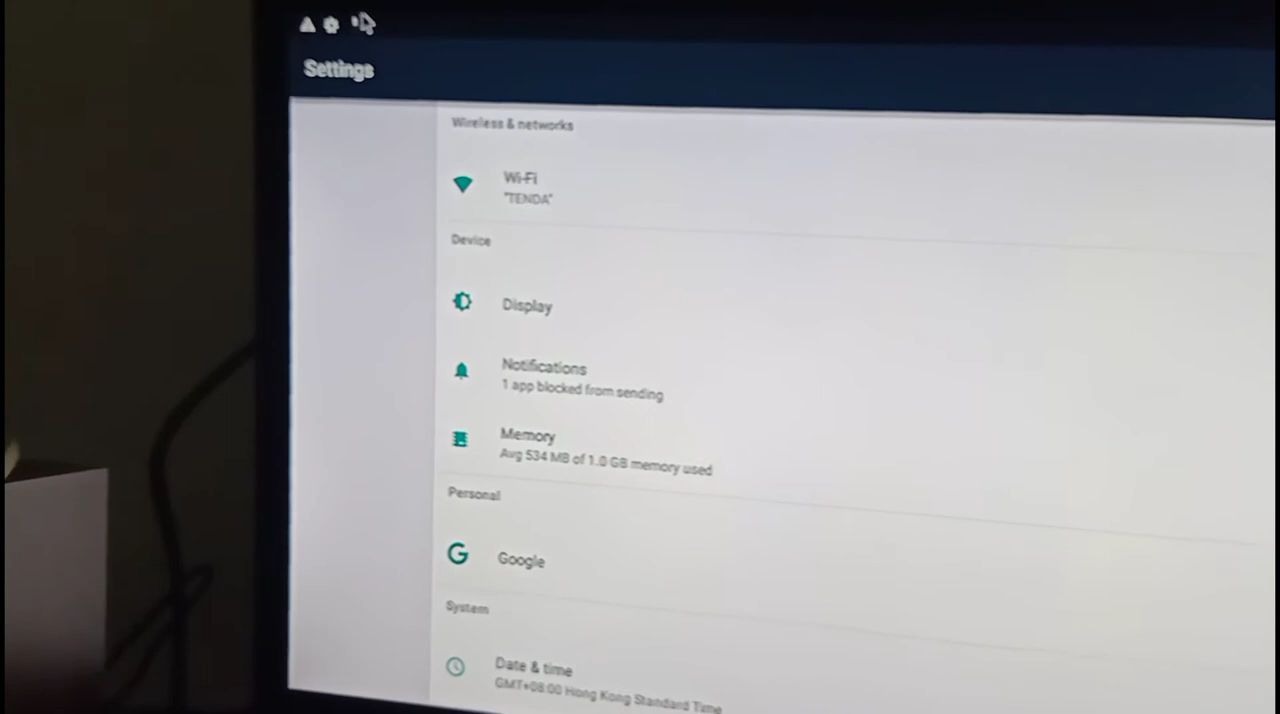 Settings
Wireless & networks
Wi-Fi
"TENDA"
Device
Display
Notifications
1 app blocked from sending
Memory
Avg 534 MB of 1.0 GB memory used
Personal
Google
System
Date & time
GMT+08:00 Hong Kong Standard Time